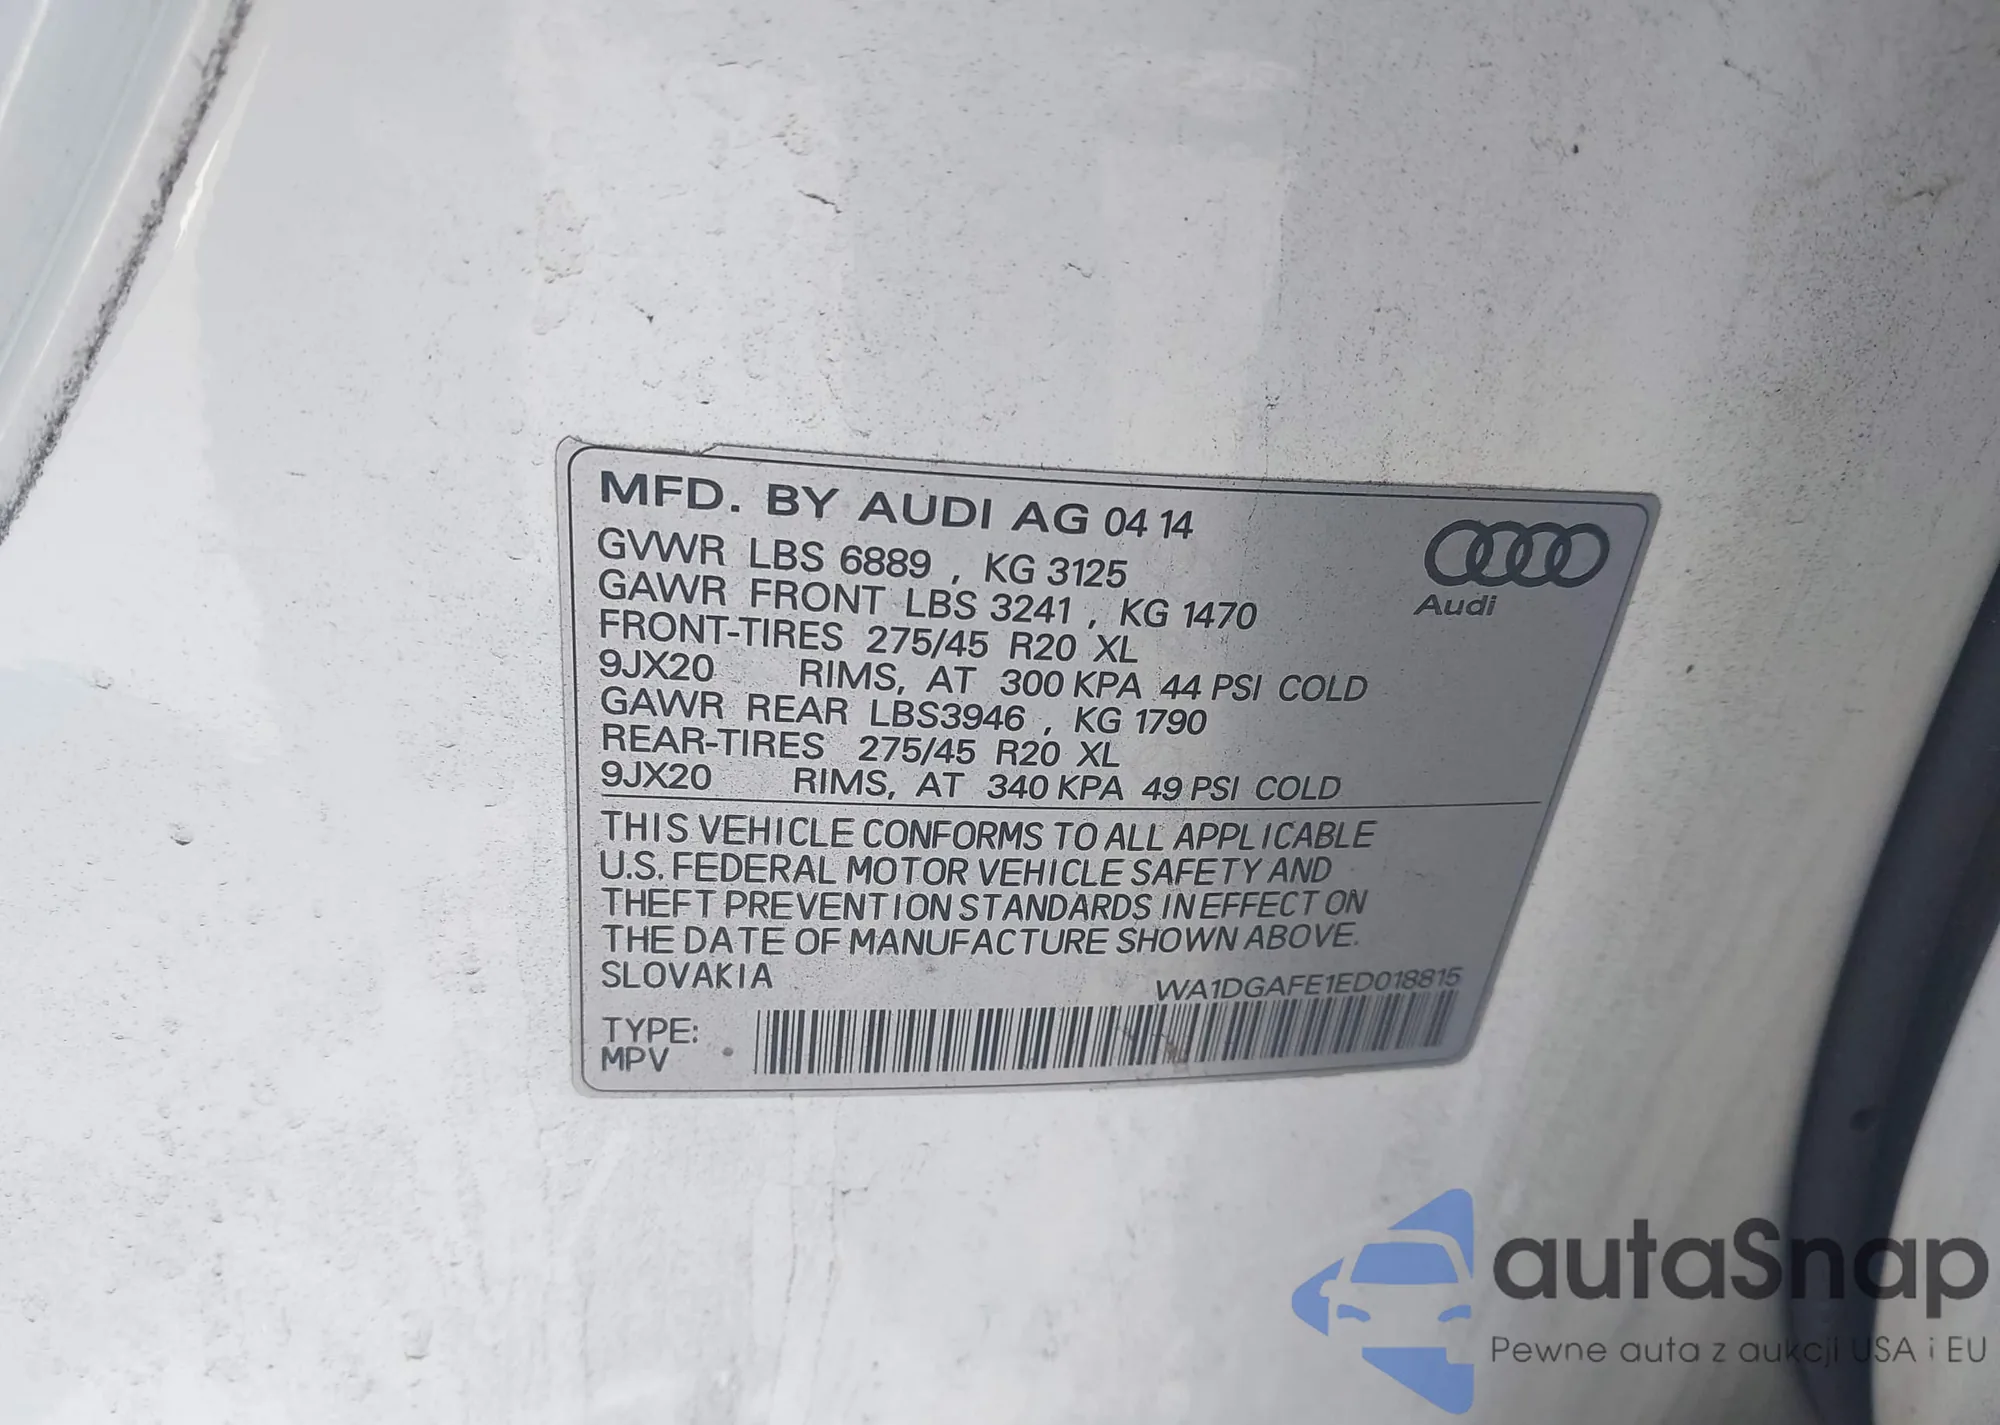 MFD. BY AUDI AG 04 14
GVWR LBS 6889 , KG 3125
GAWR FRONT LBS 3241 , KG 1470
FRONT-TIRES 275/45 R20 XL
9JX20 RIMS, AT 300 KPA 44 PSI COLD
GAWR REAR LBS3946 , KG 1790
REAR-TIRES 275/45 R20 XL
9JX20 RIMS, AT 340 KPA 49 PSI COLD
Audi
THIS VEHICLE CONFORMS TO ALL APPLICABLE
U.S. FEDERAL MOTOR VEHICLE SAFETY AND
THEFT PREVENTION STANDARDS IN EFFECT ON
THE DATE OF MANUFACTURE SHOWN ABOVE.
SLOVAKIA
WA1DGAFE1ED018815
TYPE:
MPV
autaSnap
Pewne auta z aukcji USA i EU